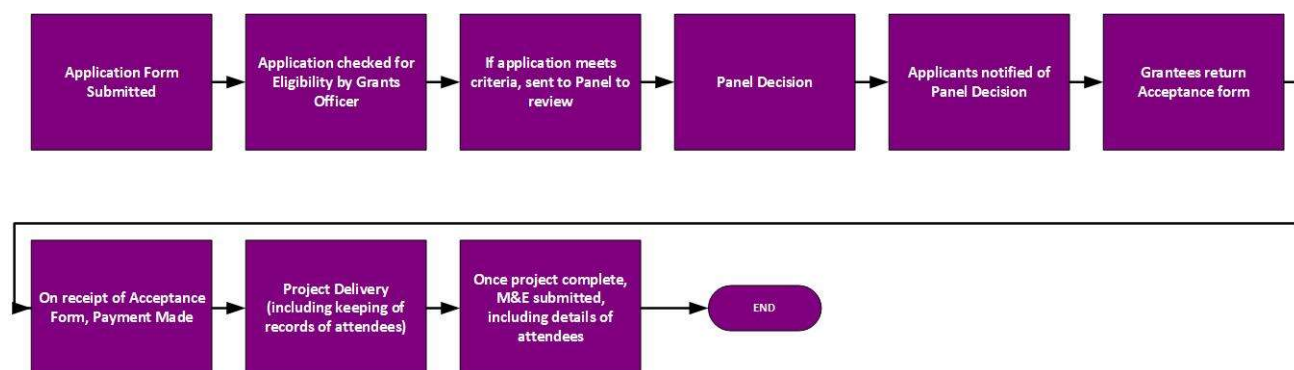 Application Form
Submitted
Application checked for
Eligibility by Grants
Officer
If application meets
criteria, sent to Panel to
review
Panel Decision
Applicants notified of
Panel Decision
Grantees return
Acceptance form
On receipt of Acceptance
Form, Payment Made
Project Delivery
(including keeping of
records of attendees)
Once project complete,
M&E submitted,
including details of
attendees
END